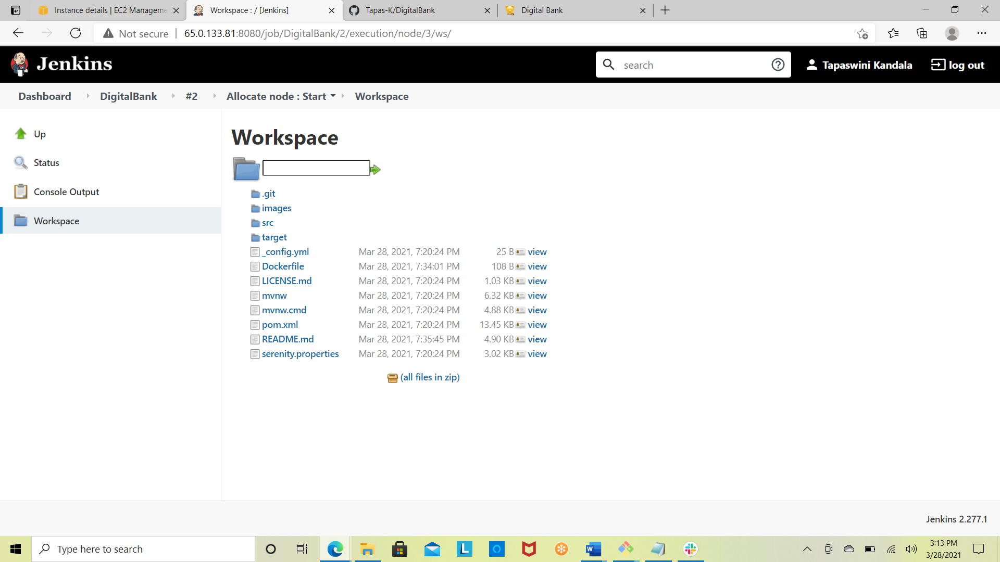 Instance details | EC2 Manageme
Workspace : / [Jenkins]
Tapas-K/DigitalBank
Digital Bank
Not secure
65.0.133.81:8080/job/DigitalBank/2/execution/node/3/ws/
Jenkins
search
Tapaswini Kandala
log out
Dashboard
DigitalBank
#2
Allocate node : Start
Workspace
Up
Status
Console Output
Workspace
Workspace
.git
images
src
target
_config.yml Mar 28, 2021, 7:20:24 PM 25 B view
Dockerfile Mar 28, 2021, 7:34:01 PM 108 B view
LICENSE.md Mar 28, 2021, 7:20:24 PM 1.03 KB view
mvnw Mar 28, 2021, 7:20:24 PM 6.32 KB view
mvnw.cmd Mar 28, 2021, 7:20:24 PM 4.88 KB view
pom.xml Mar 28, 2021, 7:20:24 PM 13.45 KB view
README.md Mar 28, 2021, 7:35:45 PM 4.90 KB view
serenity.properties Mar 28, 2021, 7:20:24 PM 3.02 KB view
(all files in zip)
Jenkins 2.277.1
Type here to search
3:13 PM
3/28/2021